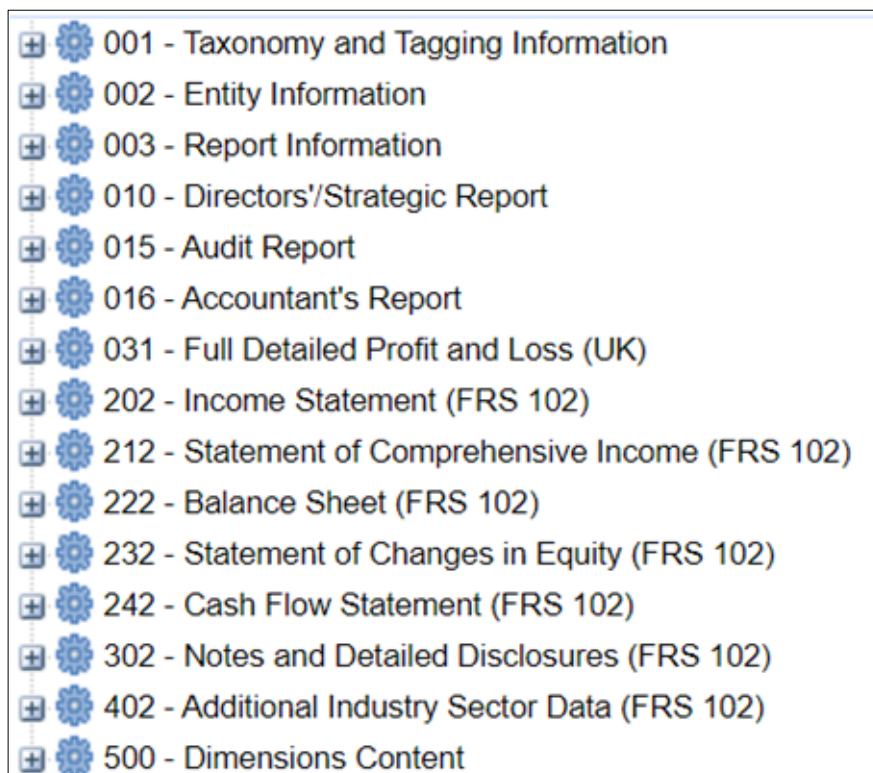 001 - Taxonomy and Tagging Information
002 - Entity Information
003 - Report Information
010 - Directors'/Strategic Report
015 - Audit Report
016 - Accountant's Report
031 - Full Detailed Profit and Loss (UK)
202 - Income Statement (FRS 102)
212 - Statement of Comprehensive Income (FRS 102)
222 - Balance Sheet (FRS 102)
232 - Statement of Changes in Equity (FRS 102)
242 - Cash Flow Statement (FRS 102)
302 - Notes and Detailed Disclosures (FRS 102)
402 - Additional Industry Sector Data (FRS 102)
500 - Dimensions Content